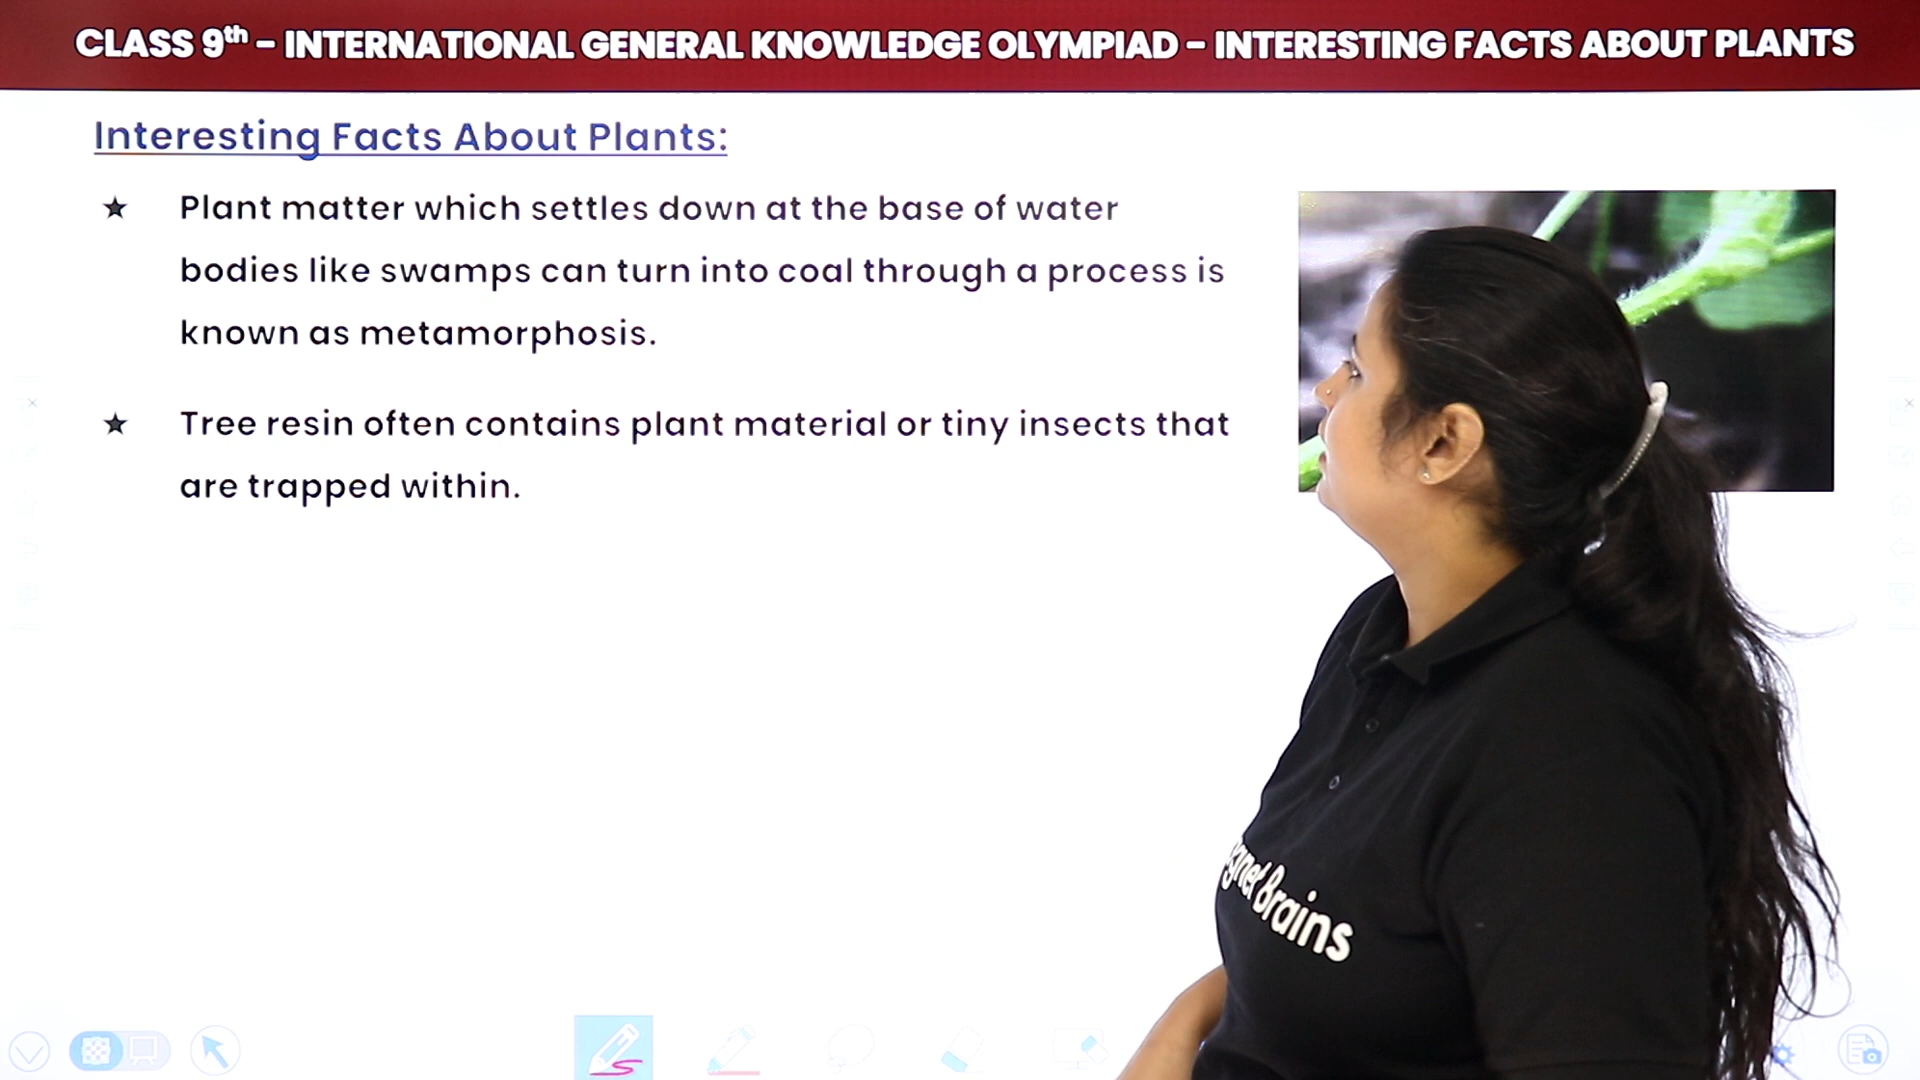 CLASS 9th - INTERNATIONAL GENERAL KNOWLEDGE OLYMPIAD - INTERESTING FACTS ABOUT PLANTS
Interesting Facts About Plants:
★ Plant matter which settles down at the base of water
bodies like swamps can turn into coal through a process is
known as metamorphosis.
★ Tree resin often contains plant material or tiny insects that
are trapped within.
Brains